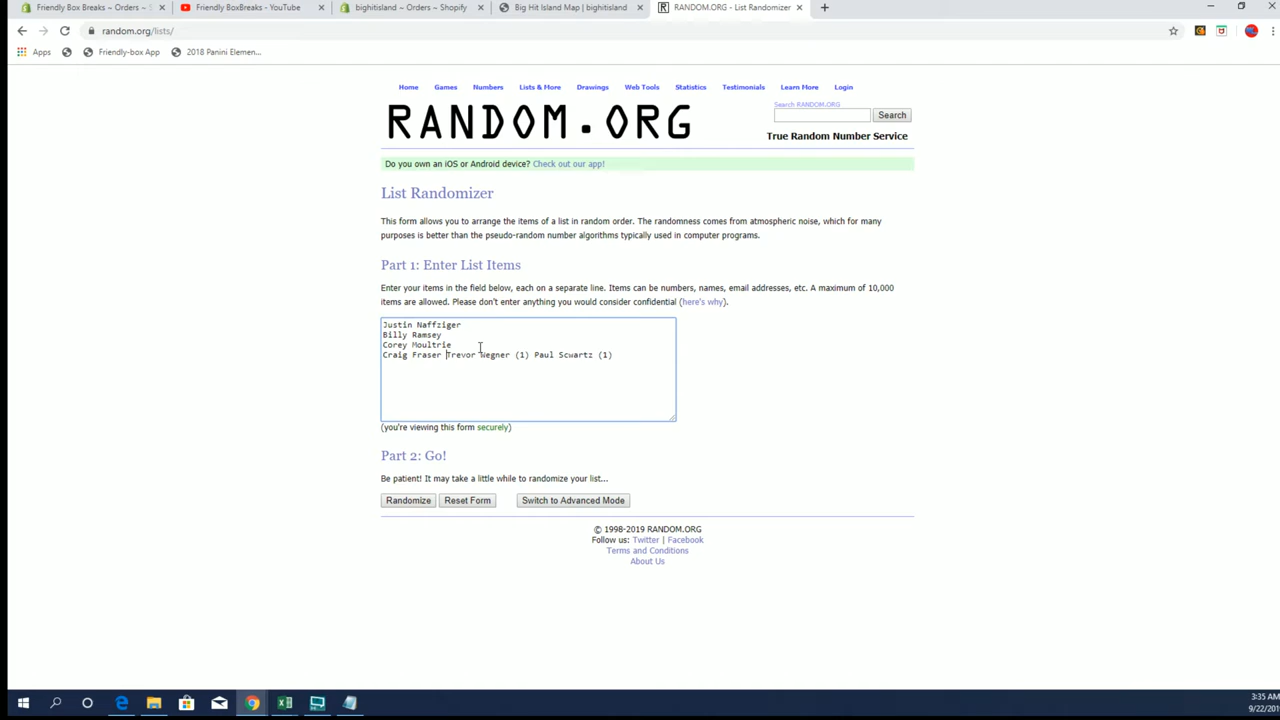 Friendly Box Breaks ~ Orders ~ S
Friendly BoxBreaks - YouTube
bighitisland ~ Orders ~ Shopify
Big Hit Island Map | bighitisland
RANDOM.ORG - List Randomizer
random.org/lists/
Apps
Friendly-box App
2018 Panini Elemen...
Home Games Numbers Lists & More Drawings Web Tools Statistics Testimonials Learn More Login
RANDOM.ORG
Search RANDOM.ORG
Search
True Random Number Service
Do you own an iOS or Android device? Check out our app!
List Randomizer
This form allows you to arrange the items of a list in random order. The randomness comes from atmospheric noise, which for many
purposes is better than the pseudo-random number algorithms typically used in computer programs.
Part 1: Enter List Items
Enter your items in the field below, each on a separate line. Items can be numbers, names, email addresses, etc. A maximum of 10,000
items are allowed. Please don't enter anything you would consider confidential (here's why).
Justin Naffziger
Billy Ramsey
Corey Moultrie
Craig Fraser Trevor Wegner (1) Paul Scwartz (1)
(you're viewing this form securely)
Part 2: Go!
Be patient! It may take a little while to randomize your list...
Randomize Reset Form Switch to Advanced Mode
© 1998-2019 RANDOM.ORG
Follow us: Twitter | Facebook
Terms and Conditions
About Us
3:35 AM
9/22/201